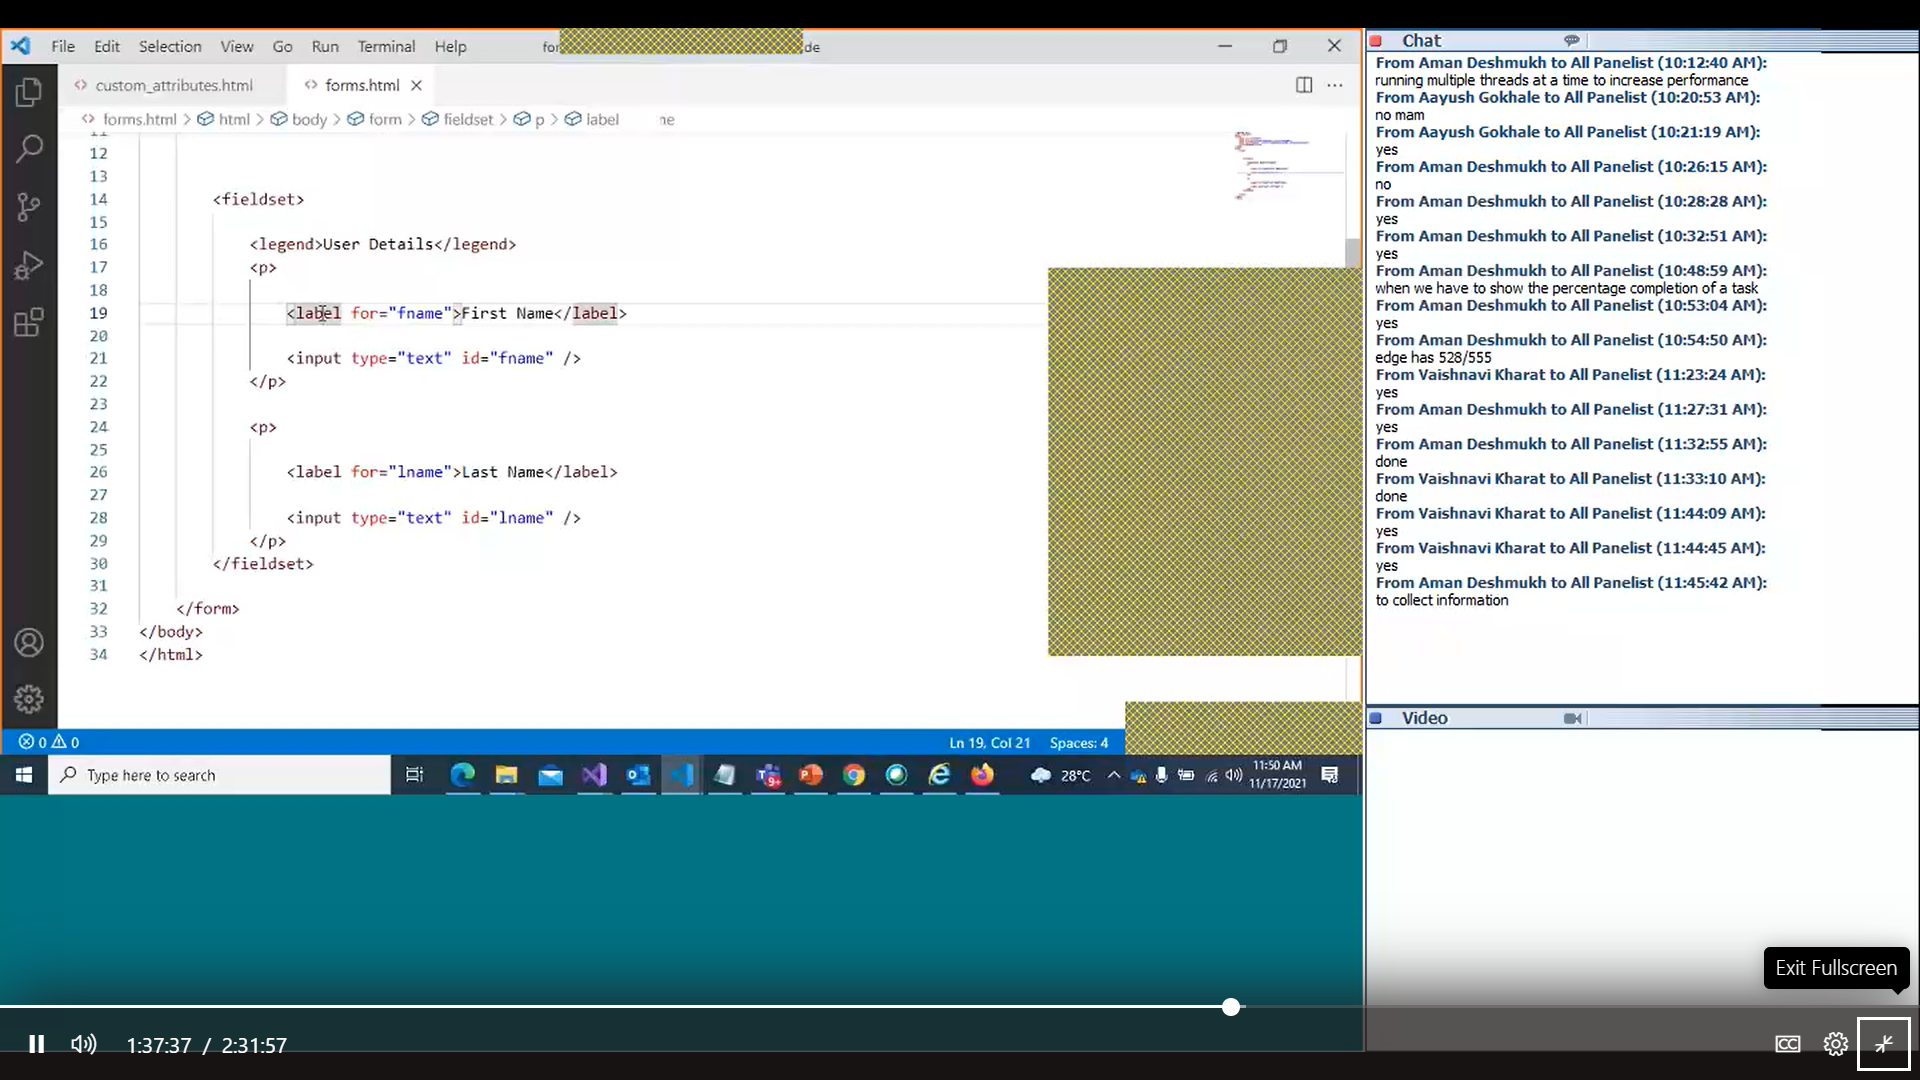 File Edit Selection View Go Run Terminal Help for de
custom_attributes.html forms.html
forms.html > html > body > form > fieldset > p > label
12
13
14 <fieldset>
15
16 <legend>User Details</legend>
17 <p>
18
19 <label for="fname">First Name</label>
20
21 <input type="text" id="fname" />
22 </p>
23
24 <p>
25
26 <label for="lname">Last Name</label>
27
28 <input type="text" id="lname" />
29 </p>
30 </fieldset>
31
32 </form>
33 </body>
34 </html>
0 0 Ln 19, Col 21 Spaces: 4
Type here to search 9+ 28°C 11:50 AM
11/17/2021
Chat
From Aman Deshmukh to All Panelist (10:12:40 AM):
running multiple threads at a time to increase performance
From Aayush Gokhale to All Panelist (10:20:53 AM):
no mam
From Aayush Gokhale to All Panelist (10:21:19 AM):
yes
From Aman Deshmukh to All Panelist (10:26:15 AM):
no
From Aman Deshmukh to All Panelist (10:28:28 AM):
yes
From Aman Deshmukh to All Panelist (10:32:51 AM):
yes
From Aman Deshmukh to All Panelist (10:48:59 AM):
when we have to show the percentage completion of a task
From Aman Deshmukh to All Panelist (10:53:04 AM):
yes
From Aman Deshmukh to All Panelist (10:54:50 AM):
edge has 528/555
From Vaishnavi Kharat to All Panelist (11:23:24 AM):
yes
From Aman Deshmukh to All Panelist (11:27:31 AM):
yes
From Aman Deshmukh to All Panelist (11:32:55 AM):
done
From Vaishnavi Kharat to All Panelist (11:33:10 AM):
done
From Vaishnavi Kharat to All Panelist (11:44:09 AM):
yes
From Vaishnavi Kharat to All Panelist (11:44:45 AM):
yes
From Aman Deshmukh to All Panelist (11:45:42 AM):
to collect information
Video
Exit Fullscreen
1:37:37 / 2:31:57
CC